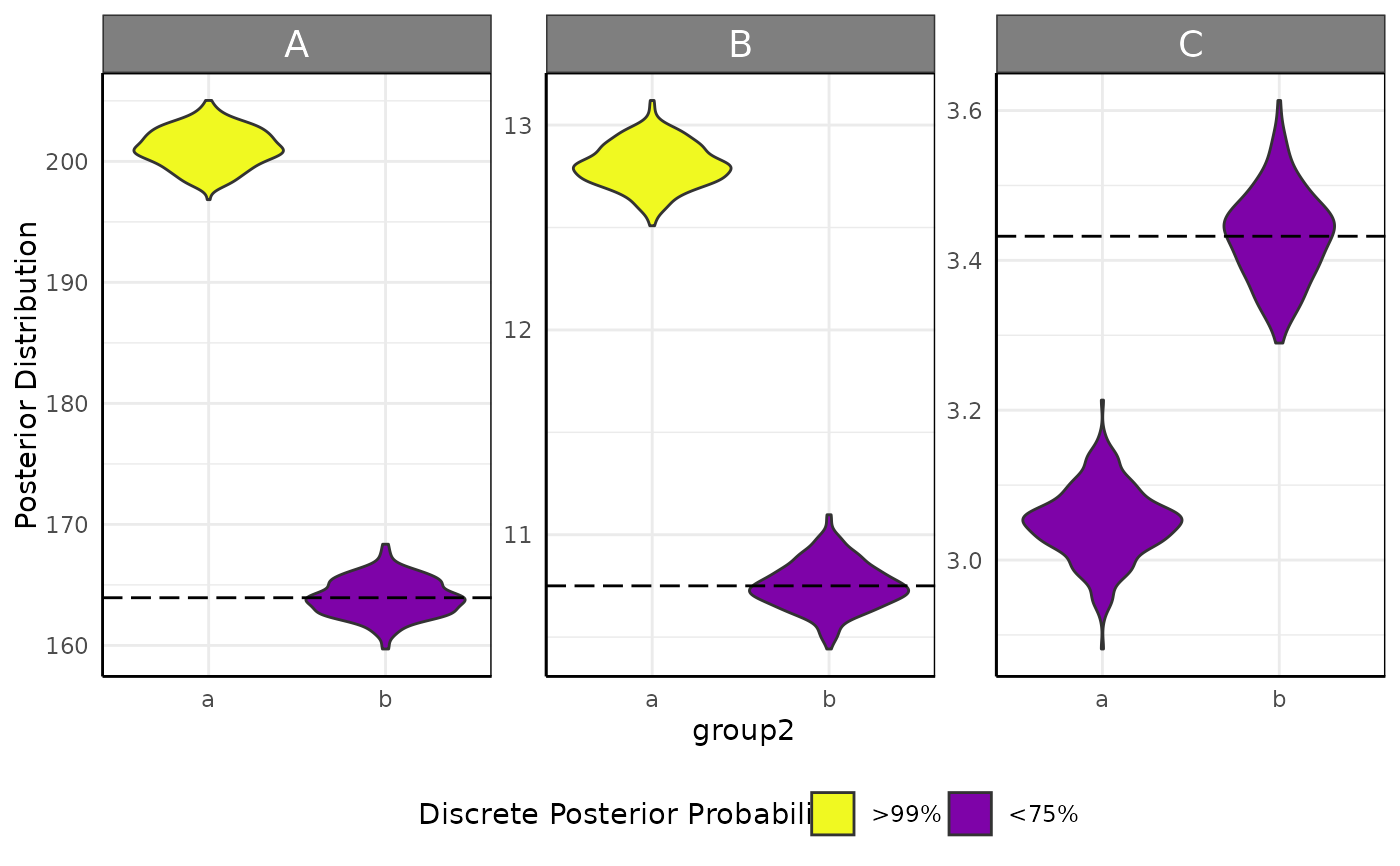 A
B
C
Posterior Distribution
200
190
180
170
160
13
12
11
3.6
3.4
3.2
3.0
a
b
a
b
a
b
group2
Discrete Posterior Probabili
>99%
<75%